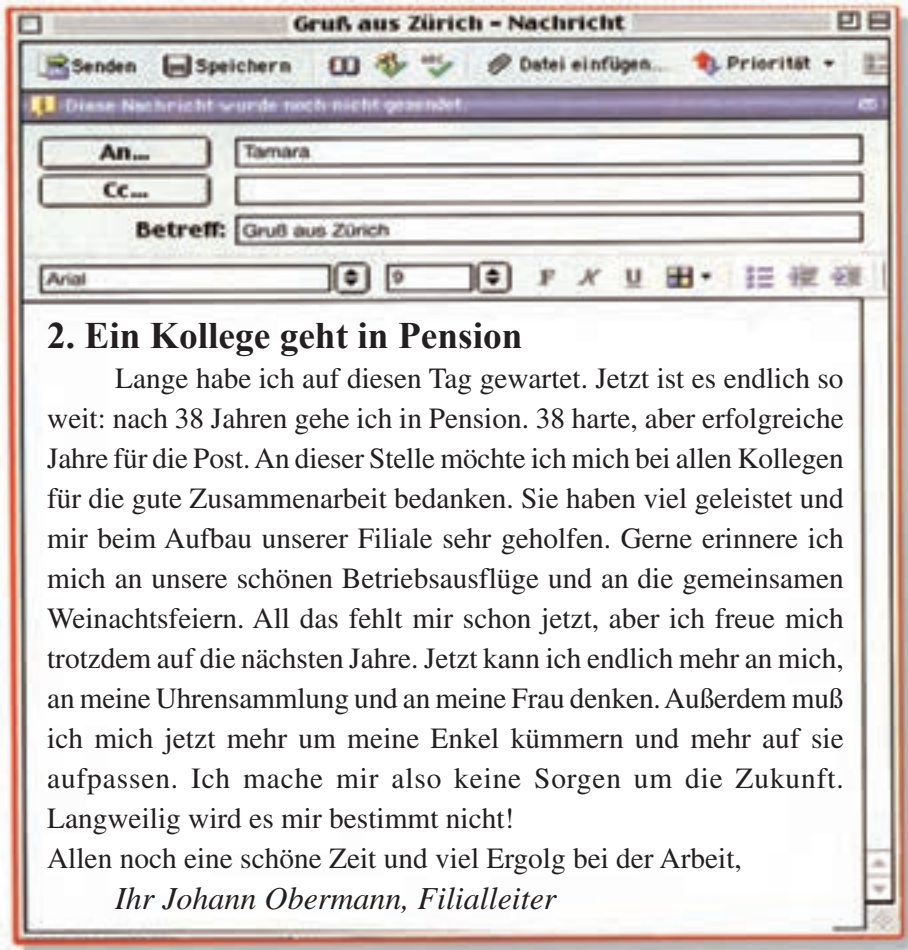 Gruß aus Zürich – Nachricht
Senden Speichern Datei einfügen... Priorität
Diese Nachricht wurde noch nicht gesendet.
An... Tamara
Cc...
Betreff: Gruß aus Zürich
Arial 9 F K U
2. Ein Kollege geht in Pension
Lange habe ich auf diesen Tag gewartet. Jetzt ist es endlich so
weit: nach 38 Jahren gehe ich in Pension. 38 harte, aber erfolgreiche
Jahre für die Post. An dieser Stelle möchte ich mich bei allen Kollegen
für die gute Zusammenarbeit bedanken. Sie haben viel geleistet und
mir beim Aufbau unserer Filiale sehr geholfen. Gerne erinnere ich
mich an unsere schönen Betriebsausflüge und an die gemeinsamen
Weinachtsfeiern. All das fehlt mir schon jetzt, aber ich freue mich
trotzdem auf die nächsten Jahre. Jetzt kann ich endlich mehr an mich,
an meine Uhrensammlung und an meine Frau denken. Außerdem muß
ich mich jetzt mehr um meine Enkel kümmern und mehr auf sie
aufpassen. Ich mache mir also keine Sorgen um die Zukunft.
Langweilig wird es mir bestimmt nicht!
Allen noch eine schöne Zeit und viel Ergolg bei der Arbeit,
Ihr Johann Obermann, Filialleiter